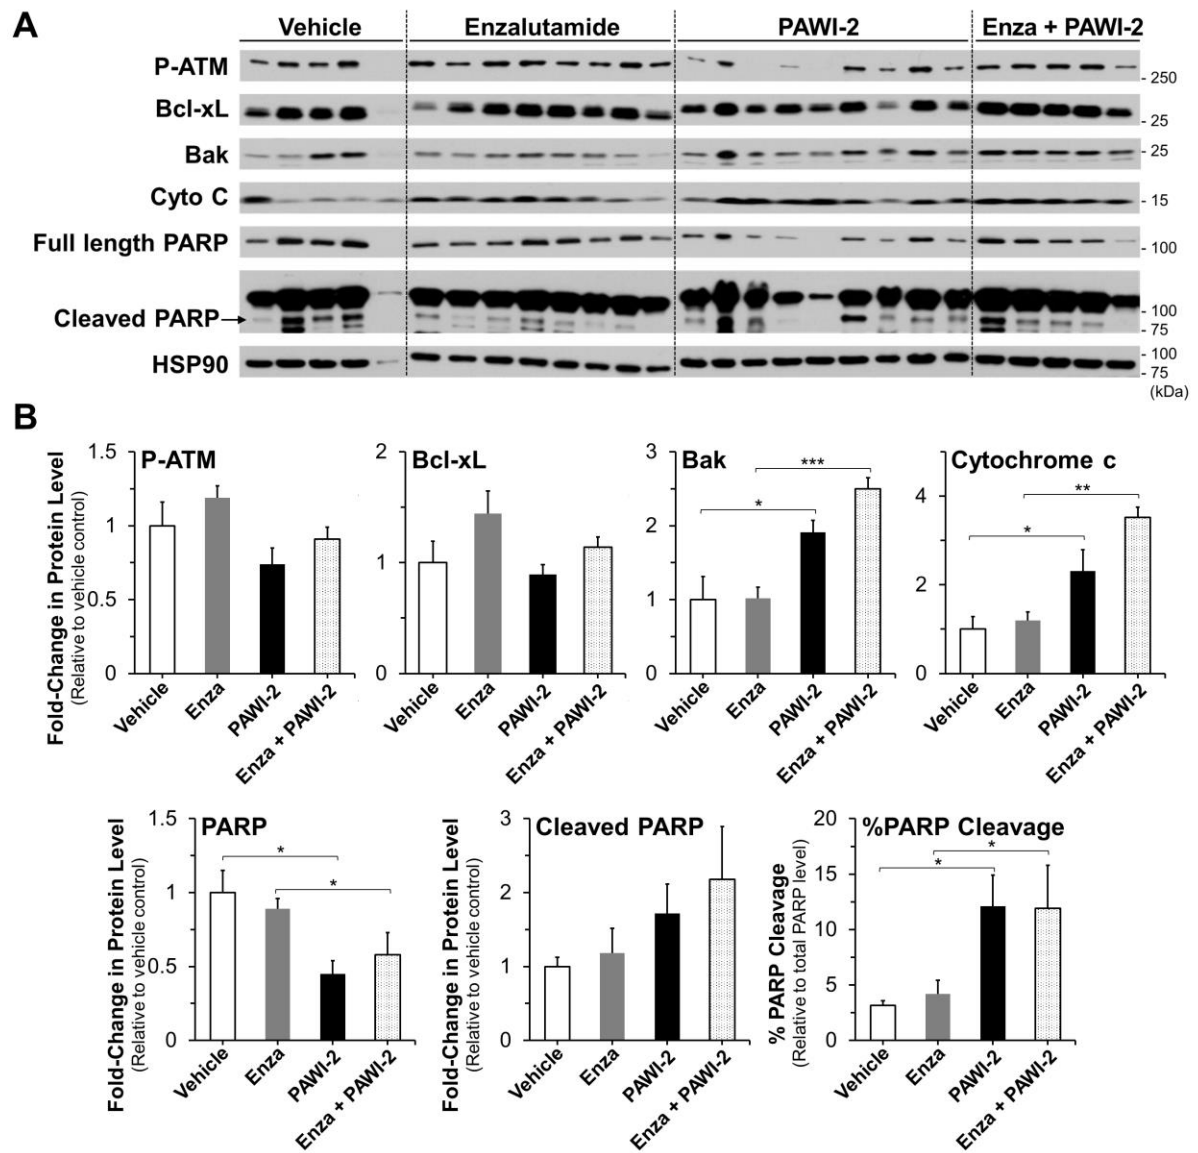 A
Vehicle Enzalutamide PAWI-2 Enza + PAWI-2
P-ATM
- 250
Bcl-xL
- 25
Bak
- 25
Cyto C
- 15
Full length PARP
- 100
Cleaved PARP
- 100
- 75
HSP90
- 100
- 75
(kDa)
B
Fold-Change in Protein Level
(Relative to vehicle control)
P-ATM
1.5
1
0.5
0
Vehicle
Enza
PAWI-2
Enza + PAWI-2
Bcl-xL
2
1
0
Vehicle
Enza
PAWI-2
Enza + PAWI-2
Bak
3
2
1
0
***
*
Vehicle
Enza
PAWI-2
Enza + PAWI-2
Cytochrome c
4
2
0
**
*
Vehicle
Enza
PAWI-2
Enza + PAWI-2
Fold-Change in Protein Level
(Relative to vehicle control)
PARP
1.5
1
0.5
0
*
*
Vehicle
Enza
PAWI-2
Enza + PAWI-2
Fold-Change in Protein Level
(Relative to vehicle control)
Cleaved PARP
3
2
1
0
Vehicle
Enza
PAWI-2
Enza + PAWI-2
% PARP Cleavage
(Relative to total PARP level)
%PARP Cleavage
20
15
10
5
0
*
*
Vehicle
Enza
PAWI-2
Enza + PAWI-2